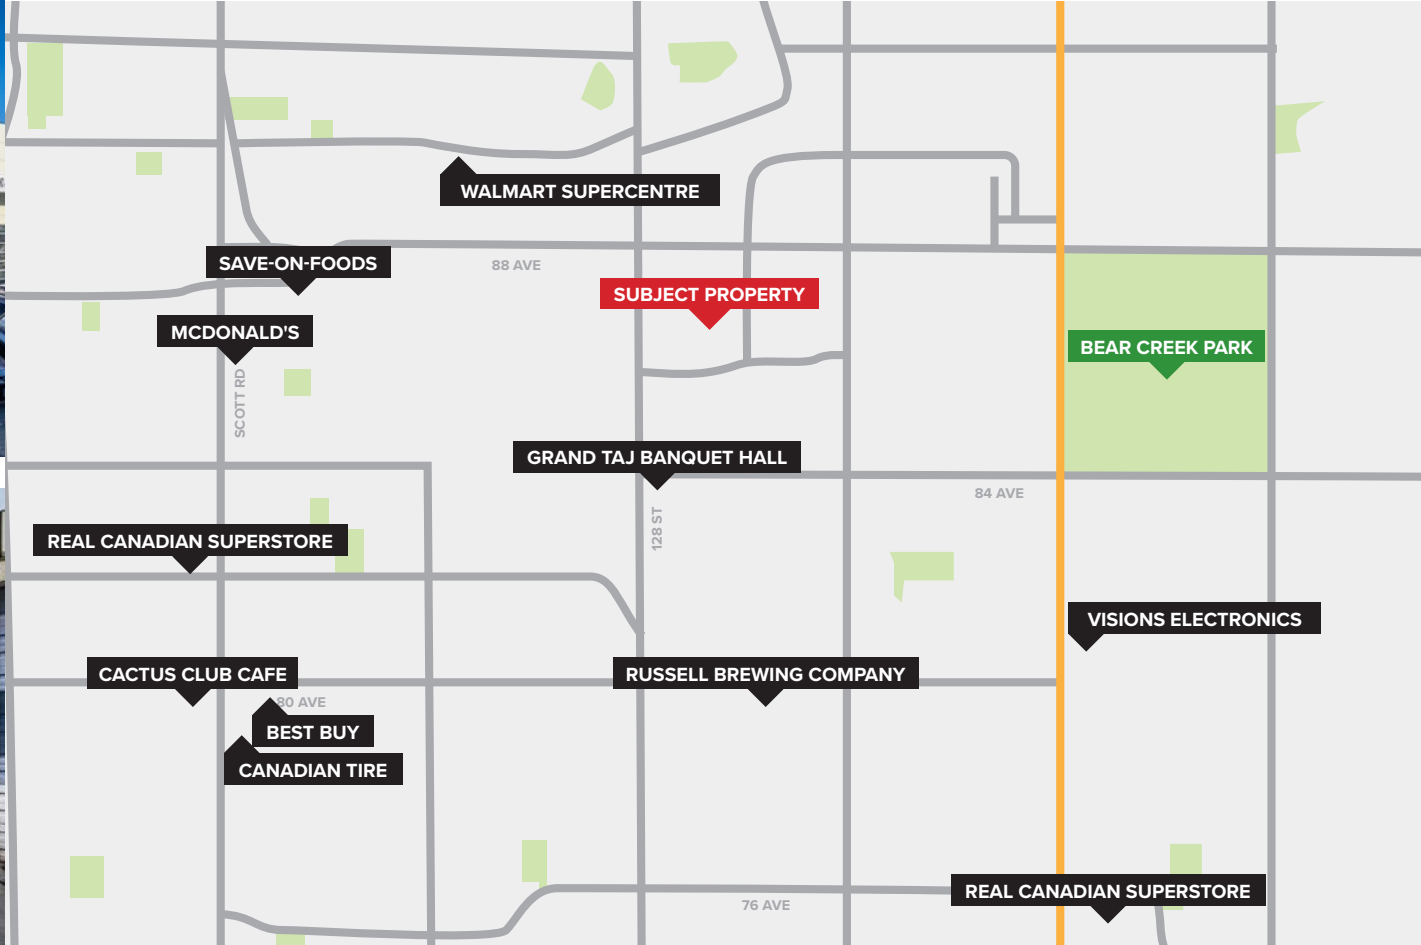 WALMART SUPERCENTRE
SAVE-ON-FOODS
88 AVE
SUBJECT PROPERTY
MCDONALD'S
BEAR CREEK PARK
SCOTT RD
GRAND TAJ BANQUET HALL
84 AVE
128 ST
REAL CANADIAN SUPERSTORE
VISIONS ELECTRONICS
CACTUS CLUB CAFE
RUSSELL BREWING COMPANY
80 AVE
BEST BUY
CANADIAN TIRE
REAL CANADIAN SUPERSTORE
76 AVE